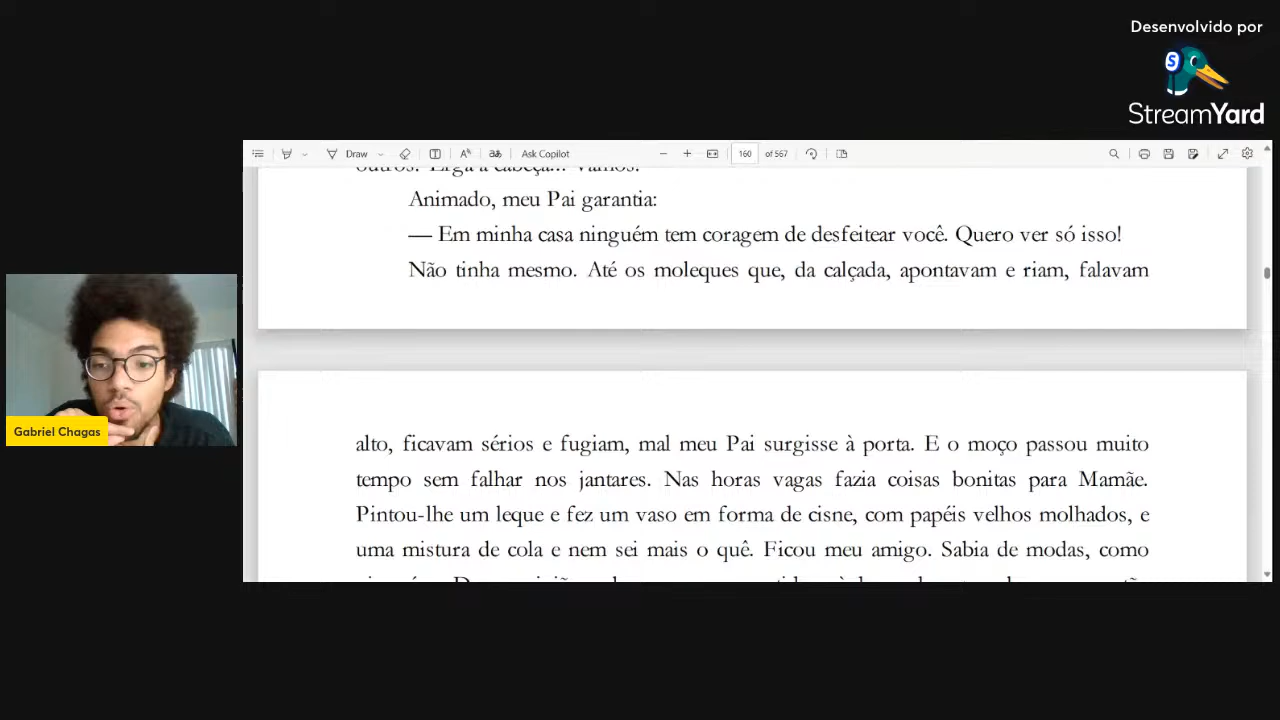 Desenvolvido por
StreamYard
Draw
Ask Copilot
160 of 567
outros? Erga a cabeça... Vamos!
Animado, meu Pai garantia:
— Em minha casa ninguém tem coragem de desfeitear você. Quero ver só isso!
Não tinha mesmo. Até os moleques que, da calçada, apontavam e riam, falavam
alto, ficavam sérios e fugiam, mal meu Pai surgisse à porta. E o moço passou muito
tempo sem falhar nos jantares. Nas horas vagas fazia coisas bonitas para Mamãe.
Pintou-lhe um leque e fez um vaso em forma de cisne, com papéis velhos molhados, e
uma mistura de cola e nem sei mais o quê. Ficou meu amigo. Sabia de modas, como
Gabriel Chagas